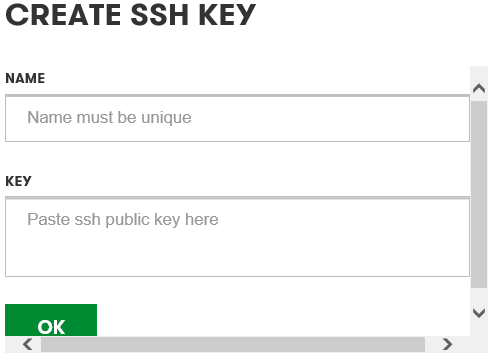 CREATE SSH KEY
NAME
Name must be unique
KEY
Paste ssh public key here
OK